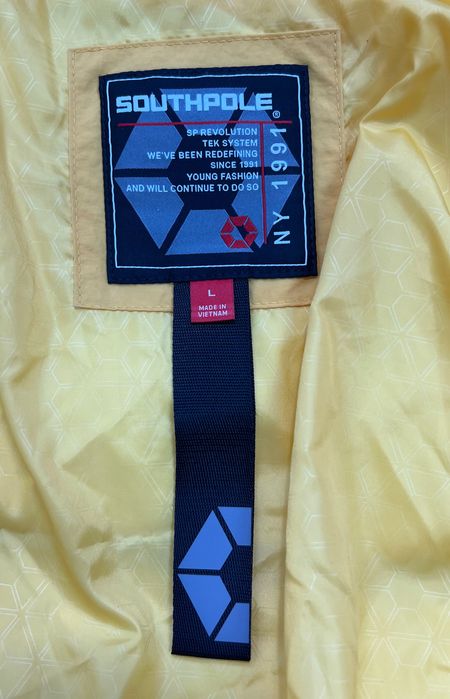 SOUTHPOLE®
SP REVOLUTION
TEK SYSTEM
WE'VE BEEN REDEFINING
SINCE 1991
YOUNG FASHION
AND WILL CONTINUE TO DO SO
NY 1991
L
MADE IN
VIETNAM